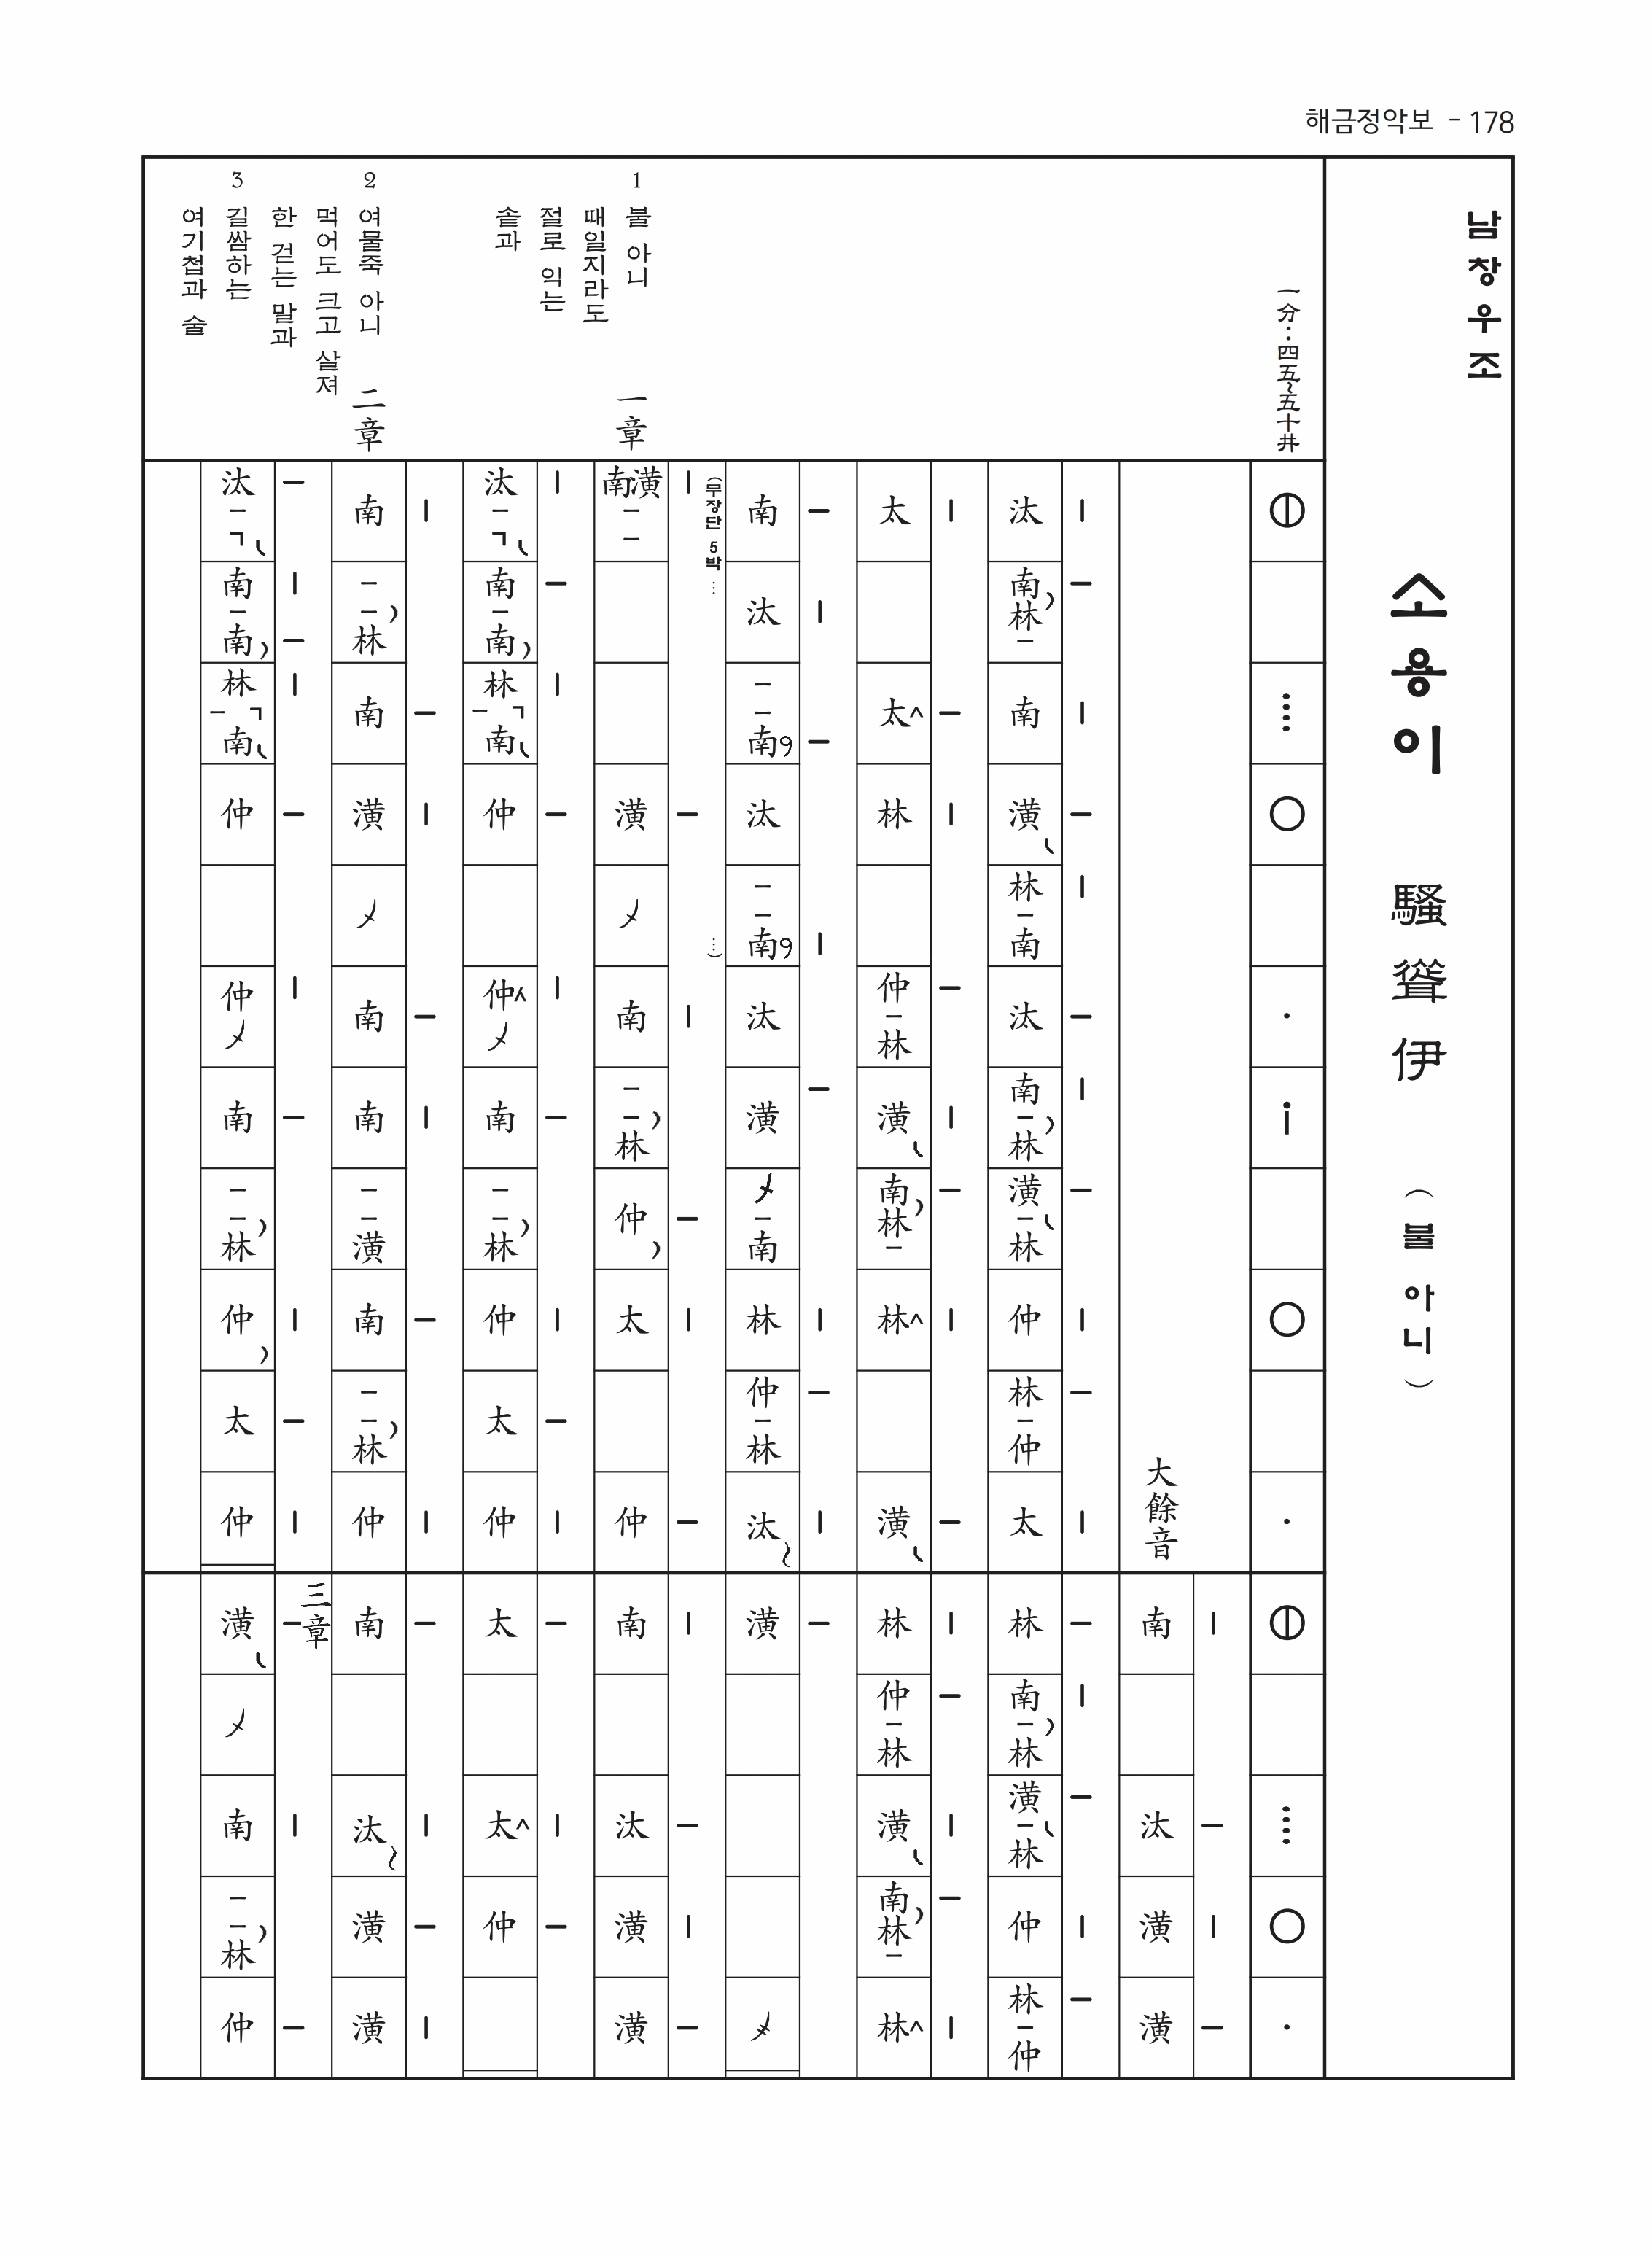 해금정악보 - 178
남창우조
소용이 騷聳伊 (불 아니)
一分:四五~五十井
大餘音
南 汰 潢 潢
汰 南林 南 潢 林南 汰 南林 潢林 仲 林仲 太
林 南林 潢林 仲 林仲
太 太 林 仲林 潢 南林 林 潢
林 仲林 潢 南林 林
南 汰 南 汰 南 汰 潢 南 林 仲林 汰
潢
(무장단 5박 … …)
1 불 아니
때일지라도
절로 익는
솥과
一章
南潢 潢 南 林 仲 太 仲
南 汰 潢 潢
汰ㄱ 南南 林ㄱ南 仲 仲 南 林 仲 太 仲
太 太 仲
2 여물죽 아니
먹어도 크고 살져
한 걷는 말과
二章
南 林 南 潢 南 南 潢 南 林 仲
南 汰 潢 潢
3 길쌈하는
여기첩과 술
汰ㄱ 南南 林ㄱ南 仲 仲 南 林 仲 太 仲
三章
潢 南 林 仲